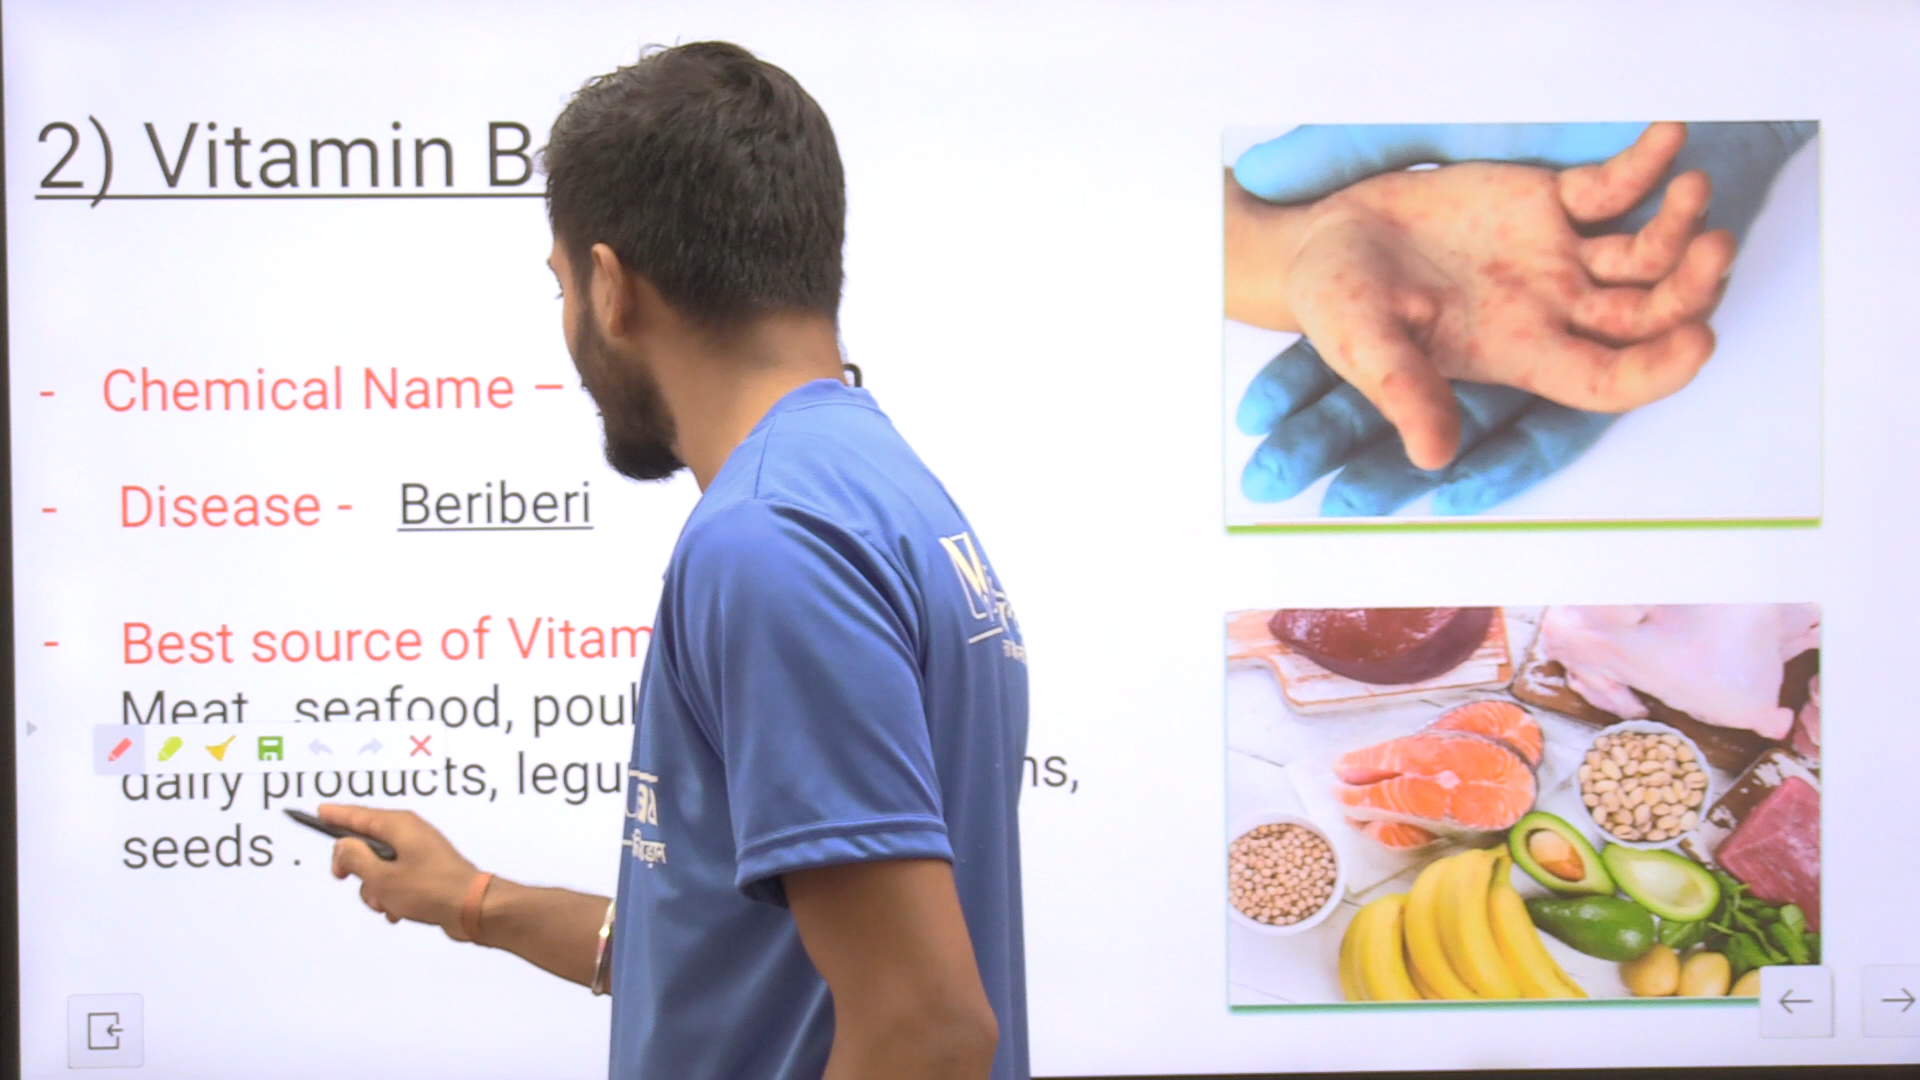 2) Vitamin B
- Chemical Name –
- Disease - Beriberi
- Best source of Vitam
Meat seafood, poul
dairy products, legu ns,
seeds .